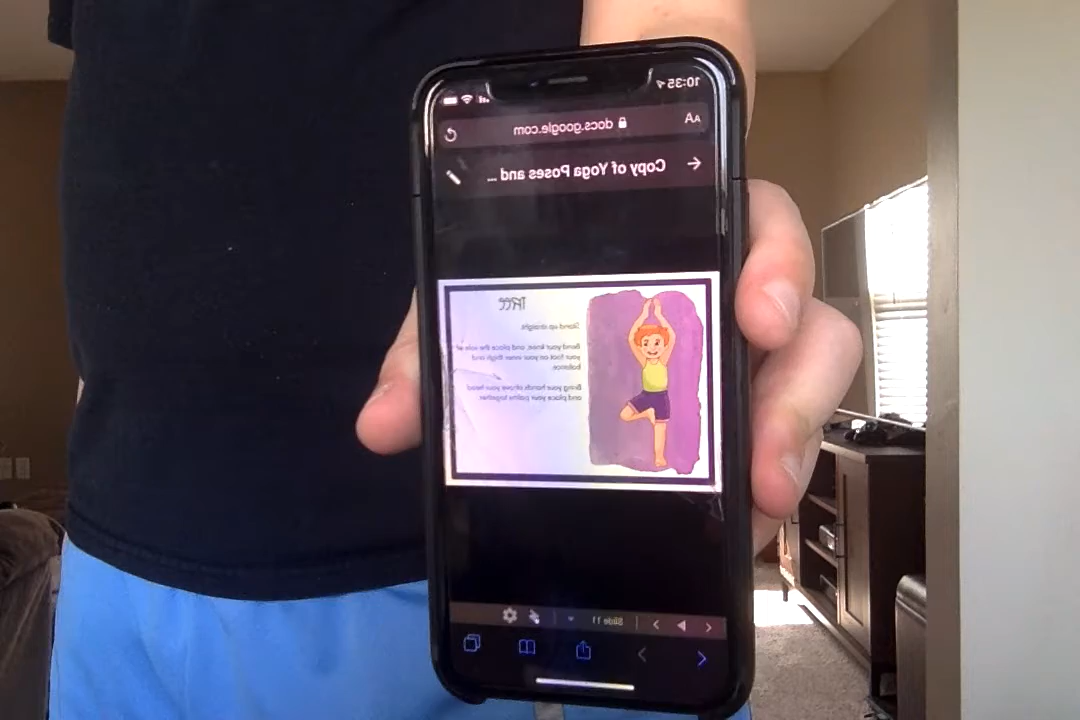 10:35
AA docs.google.com
Copy of Yoga Poses and ...
Tree
Stand up straight.
Bend your knee, and place the sole of
your foot on your inner thigh and
balance.
Bring your hands above your head
and place your palms together.
Slide 11